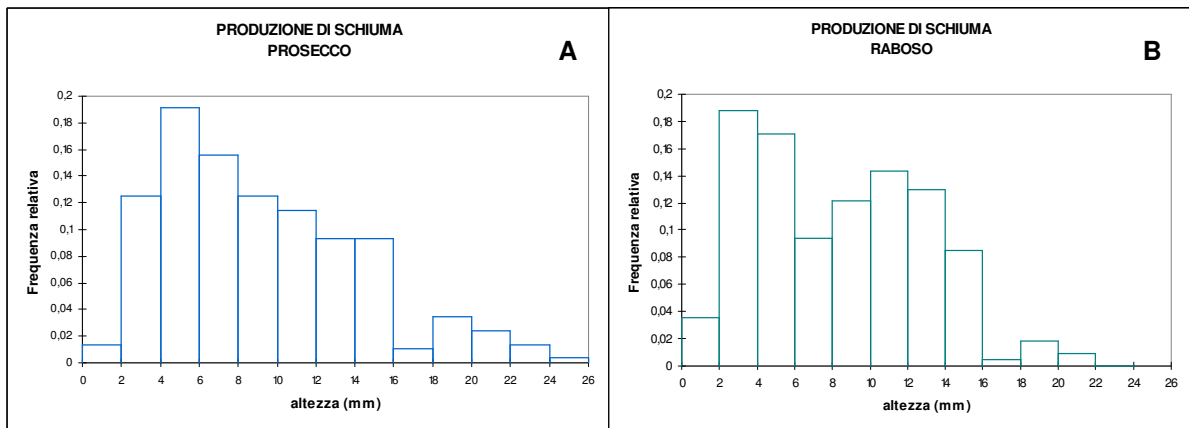 PRODUZIONE DI SCHIUMA
PROSECCO
A
0,2
0,18
0,16
0,14
0,12
0,1
0,08
0,06
0,04
0,02
0
Frequenza relativa
0 2 4 6 8 10 12 14 16 18 20 22 24 26
altezza (mm)
PRODUZIONE DI SCHIUMA
RABOSO
B
0,2
0,18
0,16
0,14
0,12
0,1
0,08
0,06
0,04
0,02
0
Frequenza relativa
0 2 4 6 8 10 12 14 16 18 20 22 24 26
altezza (mm)